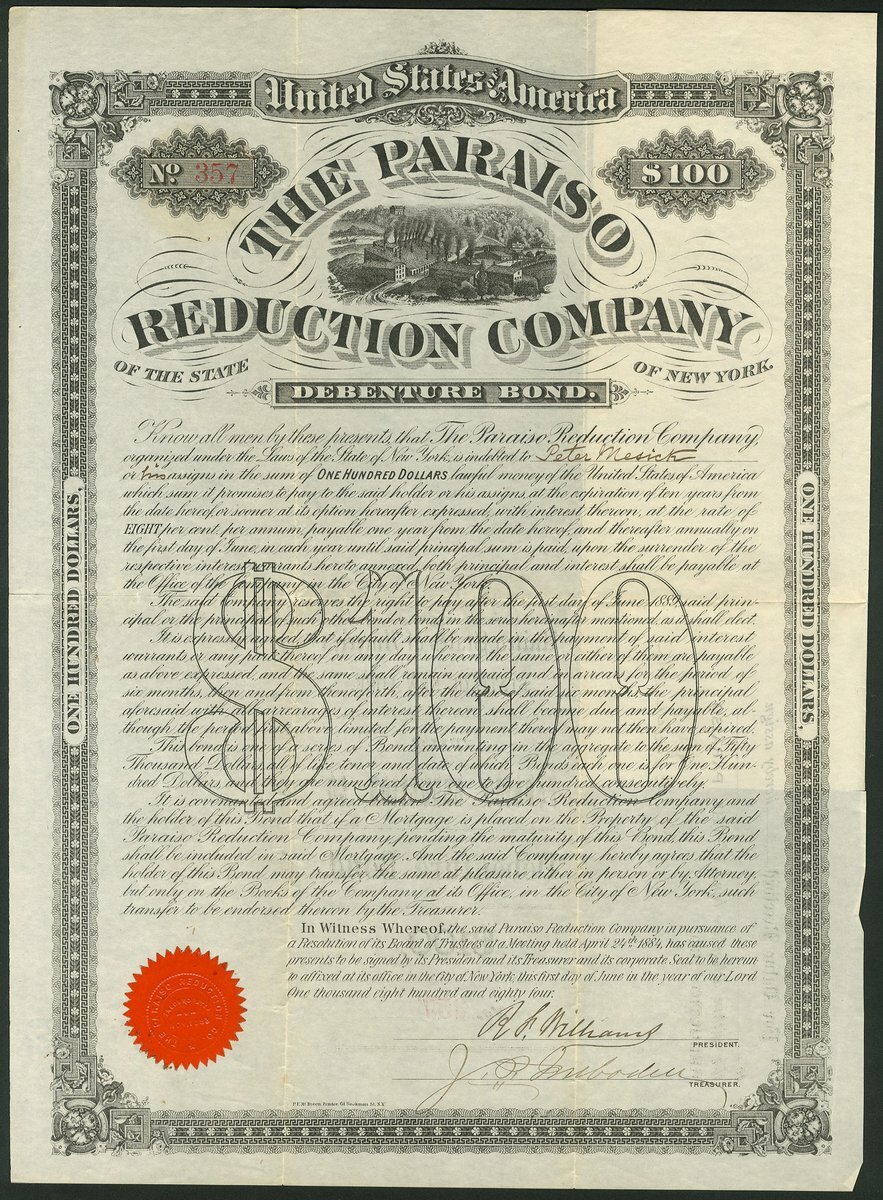 United States of America
No. 357
$100
THE PARAISO
REDUCTION COMPANY
OF THE STATE
OF NEW YORK.
DEBENTURE BOND.
Know all men by these presents, that The Paraiso Reduction Company,
organized under the Laws of the State of New York, is indebted to Peter Mesick
or his assigns in the sum of ONE HUNDRED DOLLARS lawful money of the United States of America
which sum it promises to pay to the said holder or his assigns, at the expiration of ten years from
the date hereof or sooner at its option hereafter expressed, with interest thereon, at the rate of
EIGHT per cent. per annum, payable one year from the date hereof, and thereafter annually on
the first day of June, in each year until said principal sum is paid, upon the surrender of the
respective interest warrants hereto annexed, both principal and interest shall be payable at
the Office of the Company in the City of New York.
The said company reserves the right to pay after the first day of June 188 said prin-
cipal or the principal of such other bond or bonds in the series hereinafter mentioned, as it shall elect.
It is expressly agreed, that if default shall be made in the payment of said interest
warrants or any part thereof on any day whereon the same or either of them are payable
as above expressed, and the same shall remain unpaid and in arrear for the period of
six months, then and from thenceforth, after the lapse of said six months the principal
aforesaid with all arrearages of interest thereon shall become due and payable, al-
though the period first above limited for the payment thereof may not then have expired.
This bond is one of a series of Bonds amounting in the aggregate to the sum of Fifty
Thousand Dollars, all of like tenor and date of which Bonds each one is for One Hun-
dred Dollars, and they are numbered from one to five hundred consecutively.
It is covenanted and agreed between The Paraiso Reduction Company and
the holder of this Bond that if a Mortgage is placed on the Property of the said
Paraiso Reduction Company, pending the maturity of this Bond, this Bond
shall be included in said Mortgage. And the said Company hereby agrees that the
holder of this Bond may transfer the same at pleasure either in person or by Attorney
but only on the Books of the Company at its Office, in the City of New York, such
transfer to be endorsed thereon by the Treasurer.
$100
In Witness Whereof, the said Paraiso Reduction Company in pursuance of
a Resolution of its Board of Trustees at a Meeting held April 24th 1884, has caused these
presents to be signed by its President and its Treasurer and its corporate Seal to be hereun
to affixed at its office in the City of New York, this first day of June in the year of our Lord
One thousand eight hundred and eighty four.
R. F. Williams
PRESIDENT.
J. D. Imboden
TREASURER.
ONE HUNDRED DOLLARS.
ONE HUNDRED DOLLARS.
THE PARAISO REDUCTION CO.